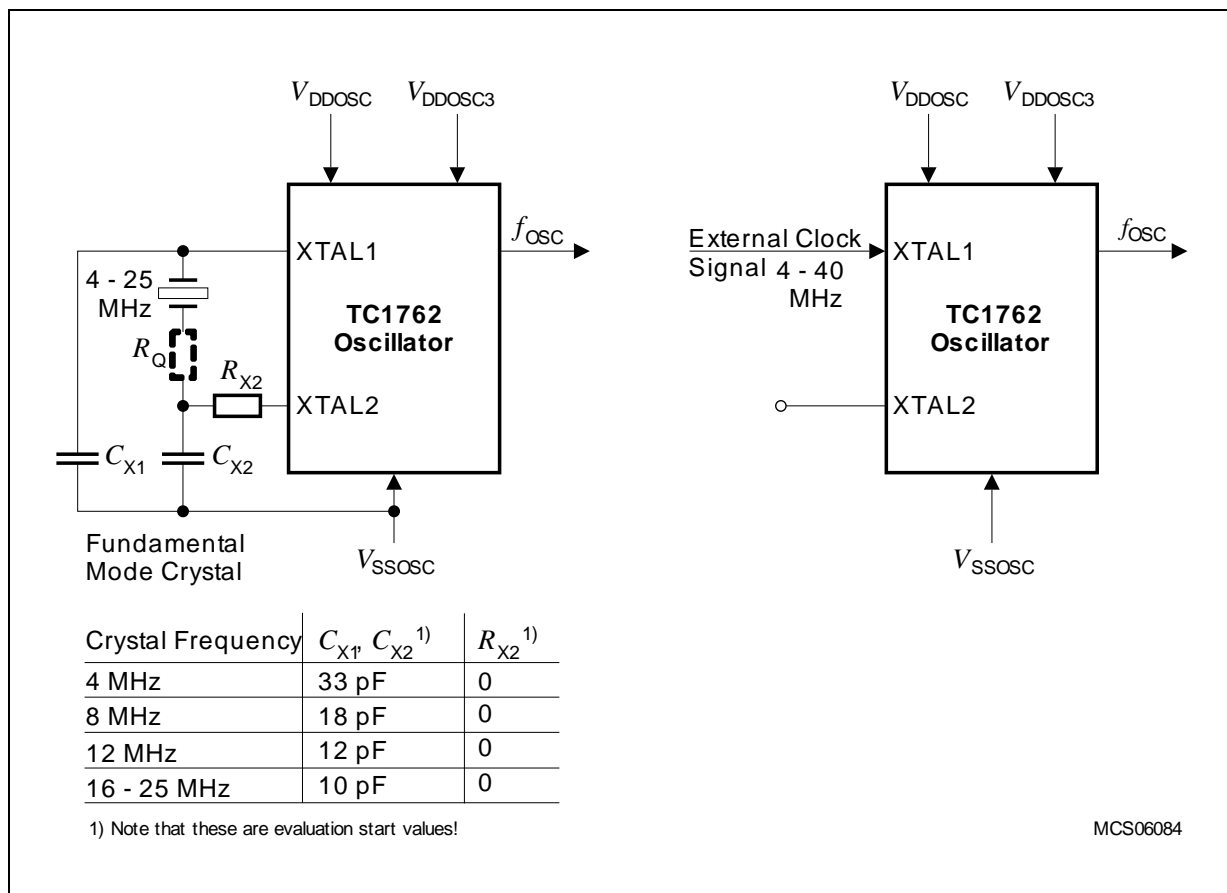 VDDOSC VDDOSC3
fOSC
XTAL1
4 - 25
MHz
TC1762
Oscillator
RQ
RX2
XTAL2
CX1
CX2
Fundamental
Mode Crystal
VSSOSC
VDDOSC VDDOSC3
fOSC
External Clock
Signal 4 - 40
MHz
XTAL1
TC1762
Oscillator
XTAL2
VSSOSC
Crystal Frequency CX1, CX2 1) RX2 1)
4 MHz 33 pF 0
8 MHz 18 pF 0
12 MHz 12 pF 0
16 - 25 MHz 10 pF 0
1) Note that these are evaluation start values!
MCS06084